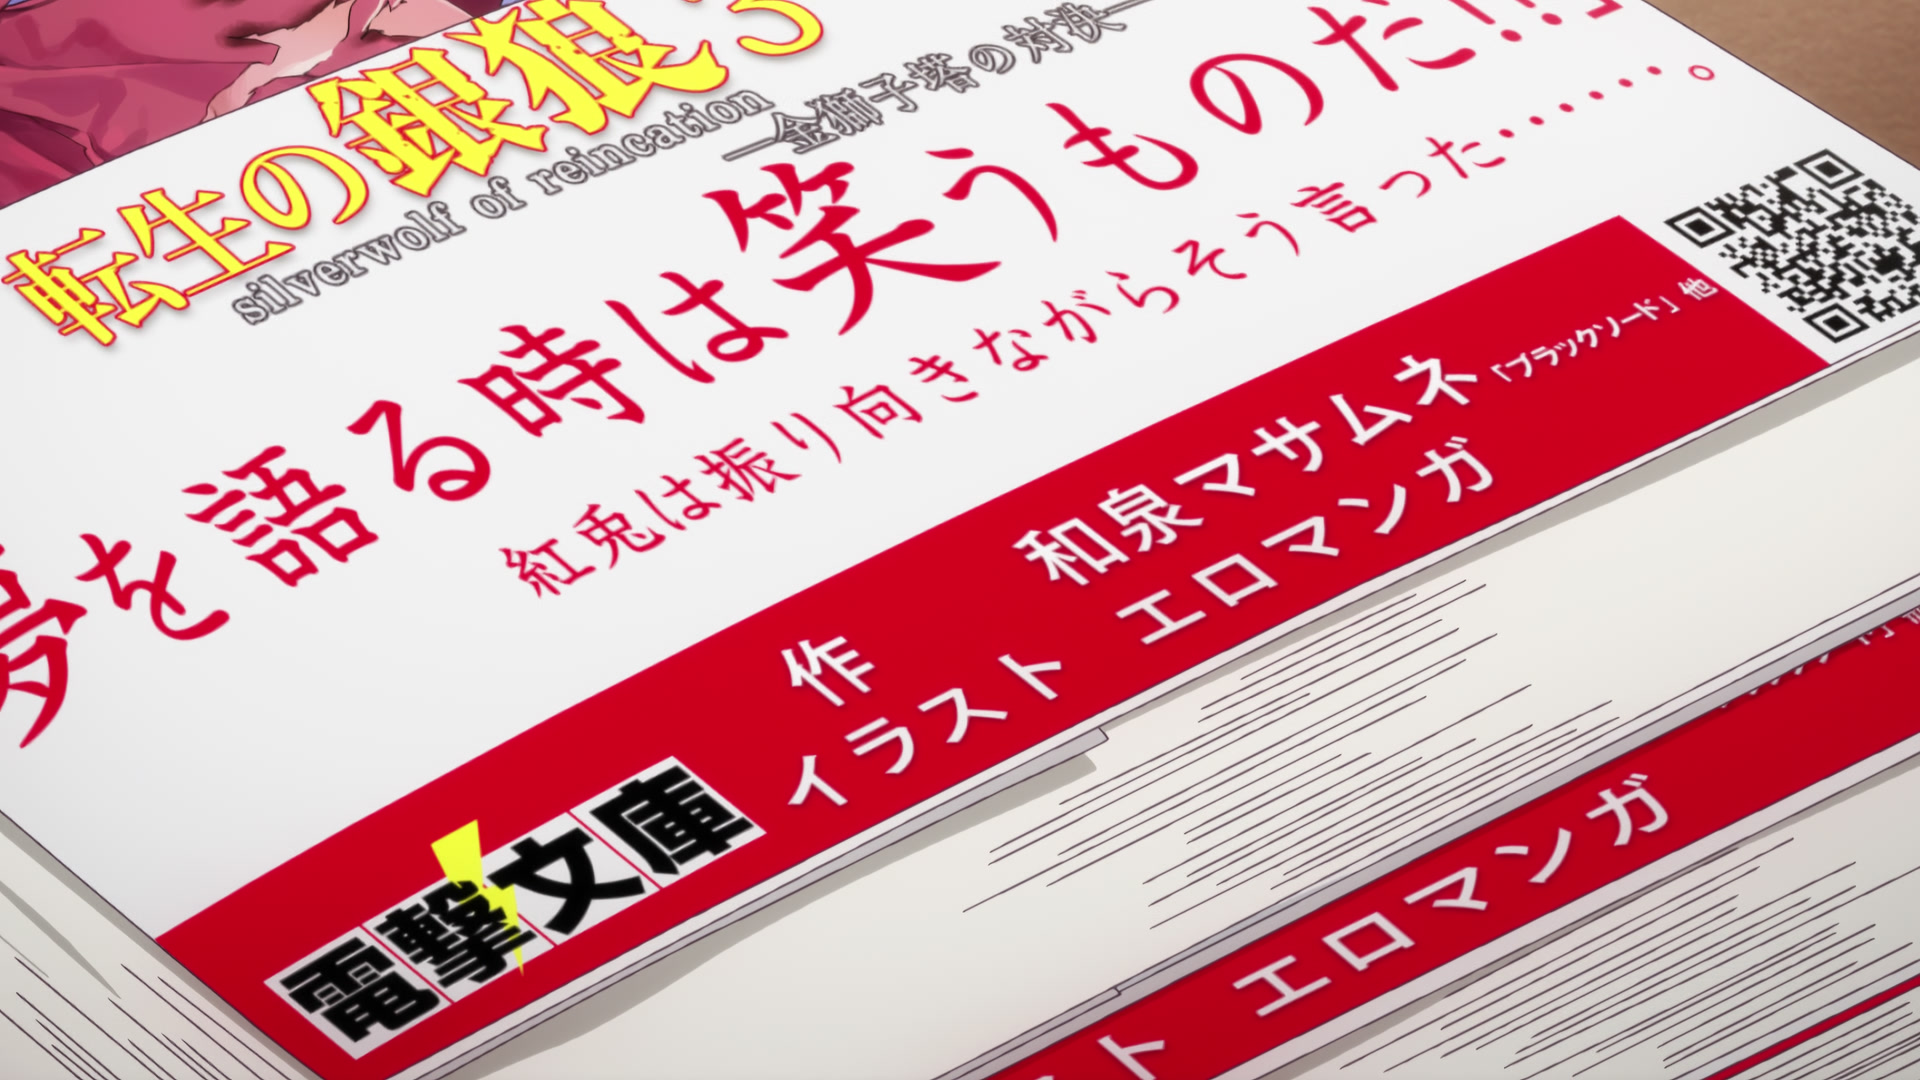 転生の銀狼3
silverwolf of reincation
―金獅子塔の対決―
夢を語る時は笑うものだ!!」
紅兎は振り向きながらそう言った……。
作 和泉マサムネ「ブラックソード」他
イラスト エロマンガ
電撃文庫
スト エロマンガ